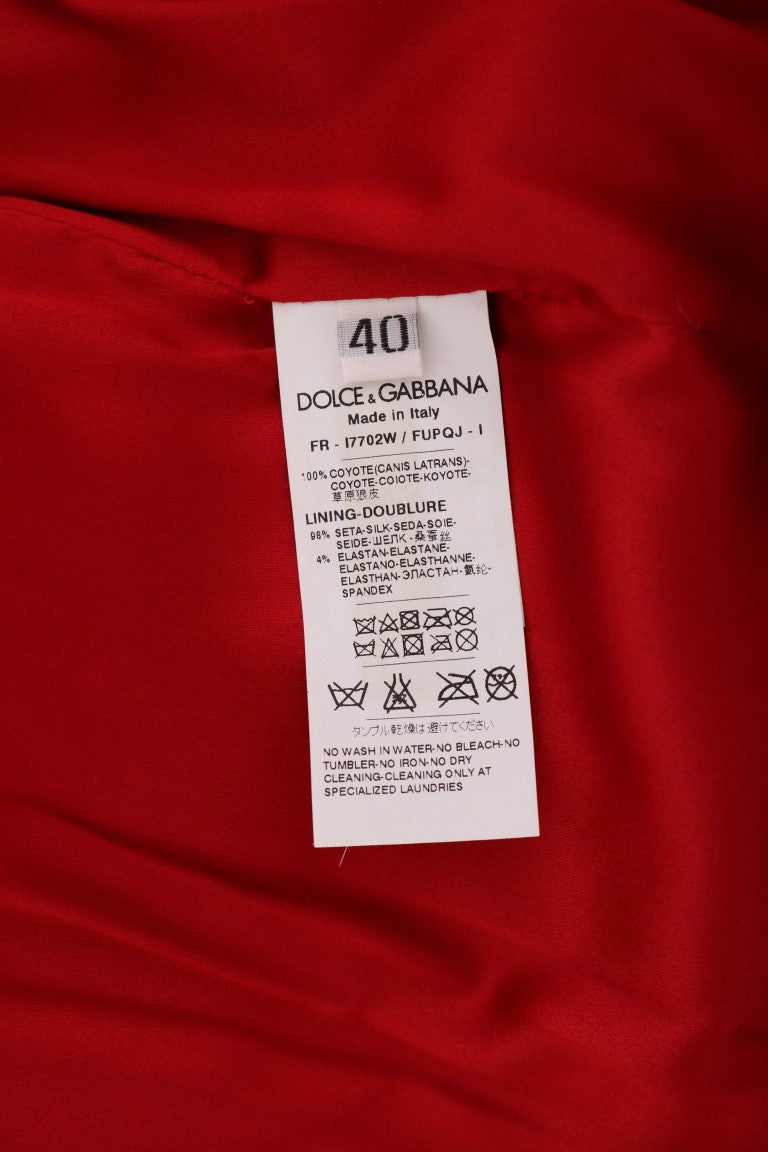 40
DOLCE & GABBANA
Made in Italy
FR - I7702W / FUPQJ - I
100% COYOTE(CANIS LATRANS)-
COYOTE-COIOTE-KOYOTE-
草原狼皮
LINING-DOUBLURE
96% SETA-SILK-SEDA-SOIE-
SEIDE-ШЕЛК-桑蚕丝
4% ELASTAN-ELASTANE-
ELASTANO-ELASTHANNE-
ELASTHAN-ЭЛАСТАН-氨纶-
SPANDEX
タンブル乾燥は避けてください
NO WASH IN WATER-NO BLEACH-NO
TUMBLER-NO IRON-NO DRY
CLEANING-CLEANING ONLY AT
SPECIALIZED LAUNDRIES